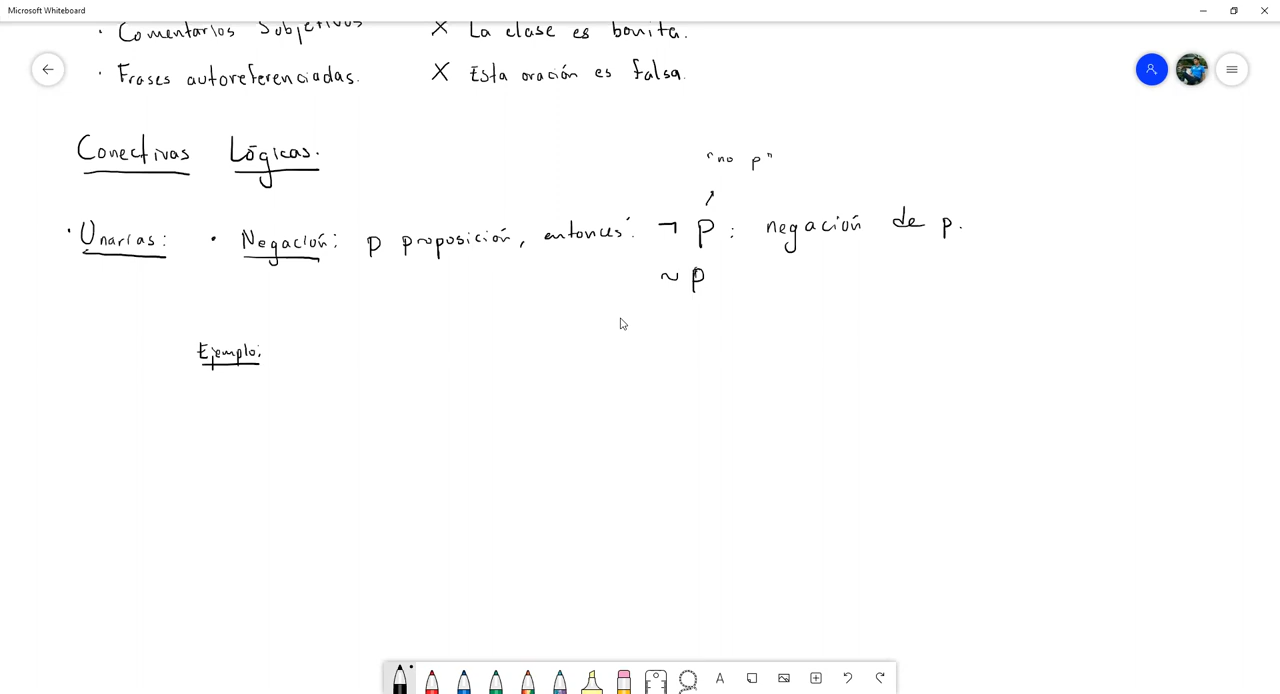 Microsoft Whiteboard
· Comentarios Subjetivos X La clase es bonita.
· Frases autoreferenciadas. X Esta oración es falsa.
Conectivas Lógicas.
"no p"
· Unarias: · Negación: p proposición, entonces: ¬ p : negación de p.
~ p
Ejemplo:
A